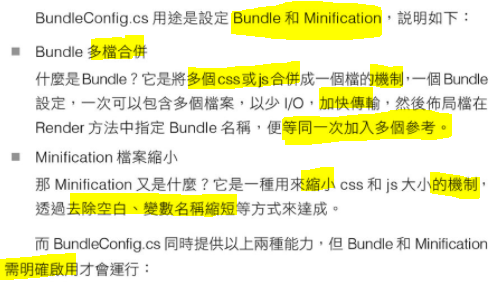 BundleConfig.cs 用途是設定 Bundle 和 Minification，說明如下：
■ Bundle 多檔合併
什麼是Bundle？它是將多個css或js合併成一個檔的機制，一個 Bundle
設定，一次可以包含多個檔案，以少 I/O，加快傳輸，然後佈局檔在
Render 方法中指定 Bundle 名稱，便等同一次加入多個參考。
■ Minification 檔案縮小
那 Minification 又是什麼？它是一種用來縮小 css 和 js 大小的機制，
透過去除空白、變數名稱縮短等方式來達成。
而 BundleConfig.cs 同時提供以上兩種能力，但 Bundle 和 Minification
需明確啟用才會運行：